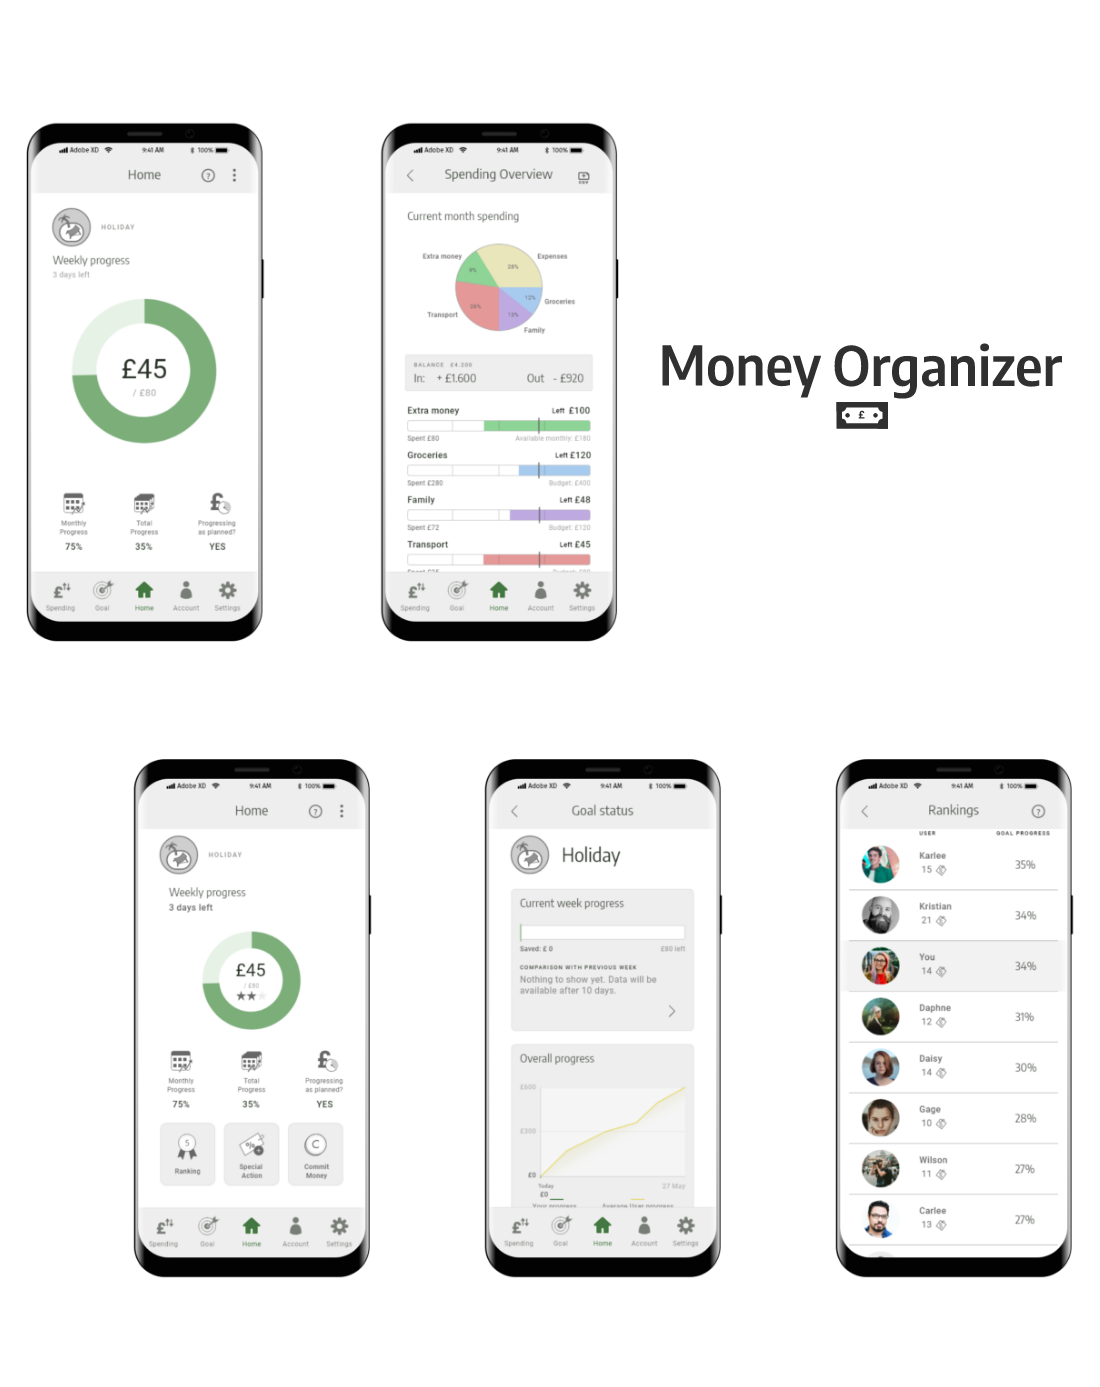 Adobe XD 9:41 AM 100%
Home
HOLIDAY
Weekly progress
3 days left
£45
/ £80
Monthly Progress
Total Progress
Progressing as planned?
75%
35%
YES
Spending
Goal
Home
Account
Settings
Adobe XD 9:41 AM 100%
Spending Overview
Current month spending
Extra money
Expenses
28%
12%
Groceries
Transport
Family
BALANCE £4.200
In: + £1.600 Out - £920
Extra money Left £100
Spent £80 Available monthly: £180
Groceries Left £120
Spent £280 Budget: £400
Family Left £48
Spent £72 Budget: £120
Transport Left £45
Spending
Goal
Home
Account
Settings
Money Organizer
£
Adobe XD 9:41 AM 100%
Home
HOLIDAY
Weekly progress
3 days left
£45
/ £80
Monthly Progress
Total Progress
Progressing as planned?
75%
35%
YES
5
Ranking
%
Special Action
C
Commit Money
Spending
Goal
Home
Account
Settings
Adobe XD 9:41 AM 100%
Goal status
Holiday
Current week progress
Saved: £ 0 £80 left
COMPARISON WITH PREVIOUS WEEK
Nothing to show yet. Data will be
available after 10 days.
Overall progress
£600
£300
£0
Today 27 May
£0
Your progress Average User progress
Spending
Goal
Home
Account
Settings
Adobe XD 9:41 AM 100%
Rankings
USER GOAL PROGRESS
Karlee
15 35%
Kristian
21 34%
You
14 34%
Daphne
12 31%
Daisy
14 30%
Gage
10 28%
Wilson
11 27%
Carlee
13 27%